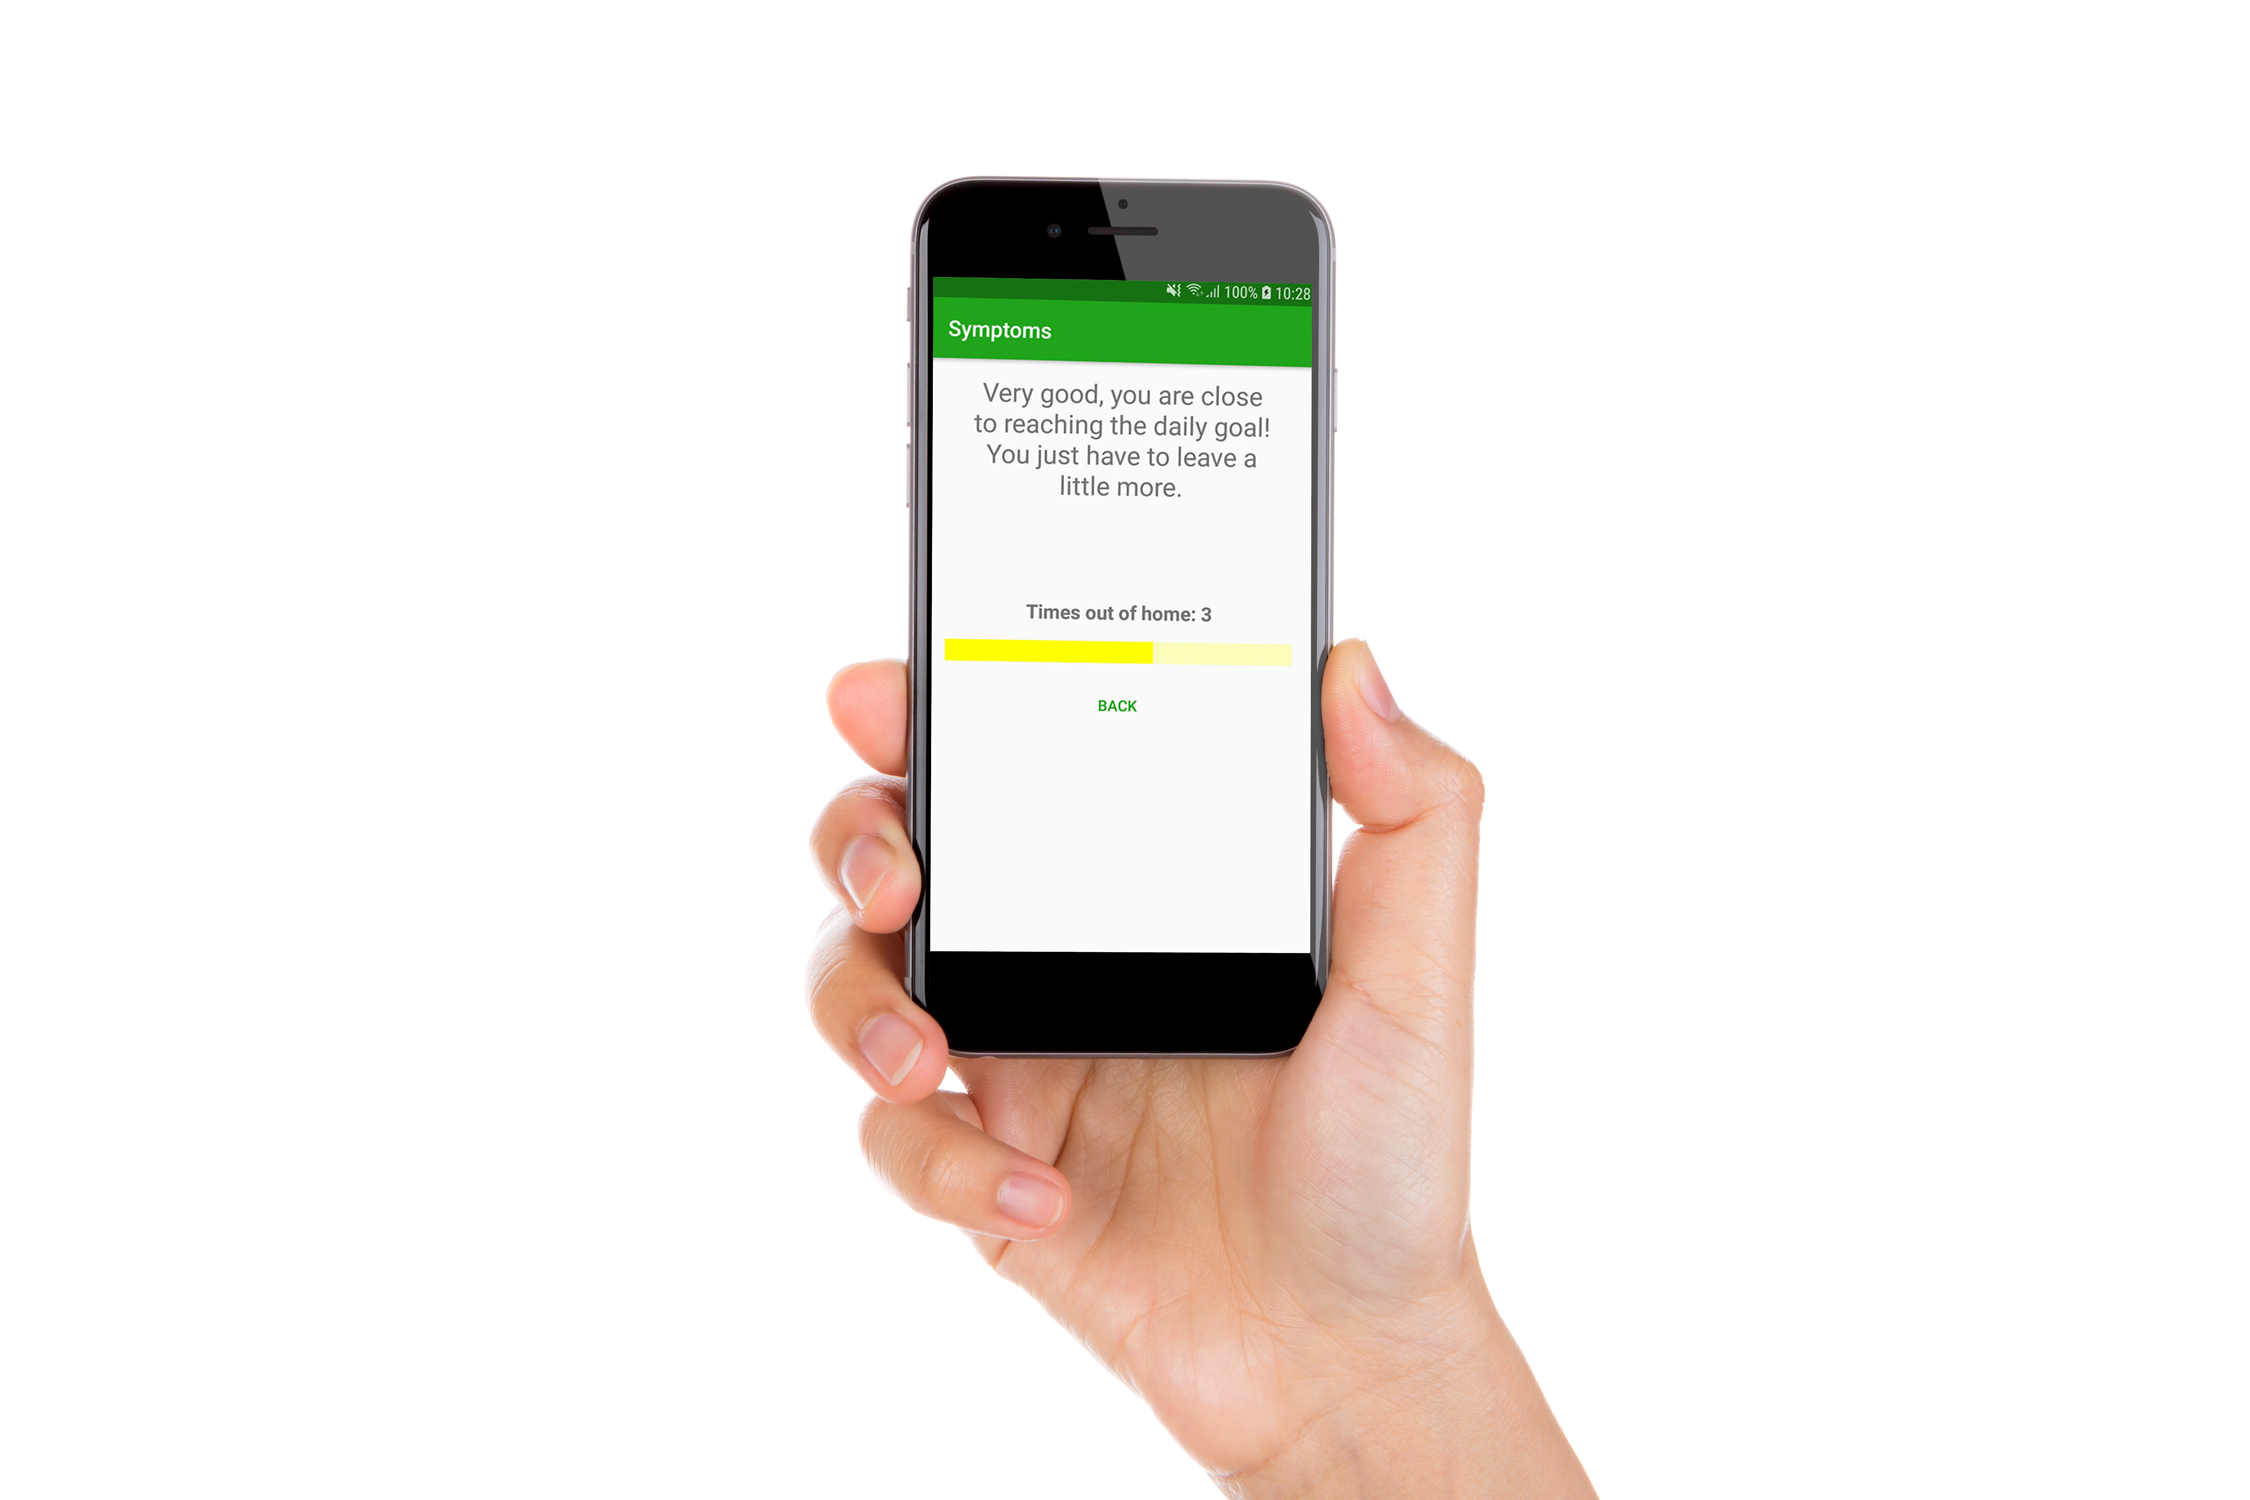 100% 10:28
Symptoms
Very good, you are close
to reaching the daily goal!
You just have to leave a
little more.
Times out of home: 3
BACK